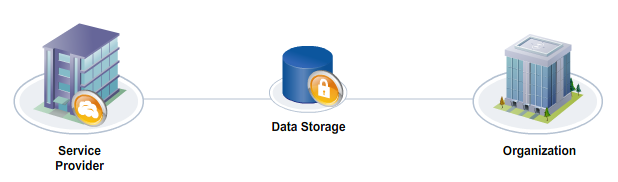 Service
Provider
Data Storage
Organization